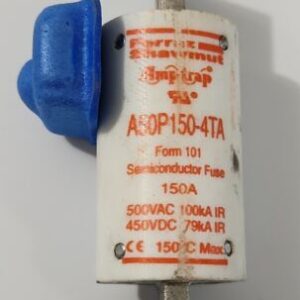 Ferraz
Shawmut
Amp-trap
A50P150-4TA
Form 101
Semiconductor Fuse
150A
500VAC 100kA IR
450VDC 79kA IR
CE 150°C Max.